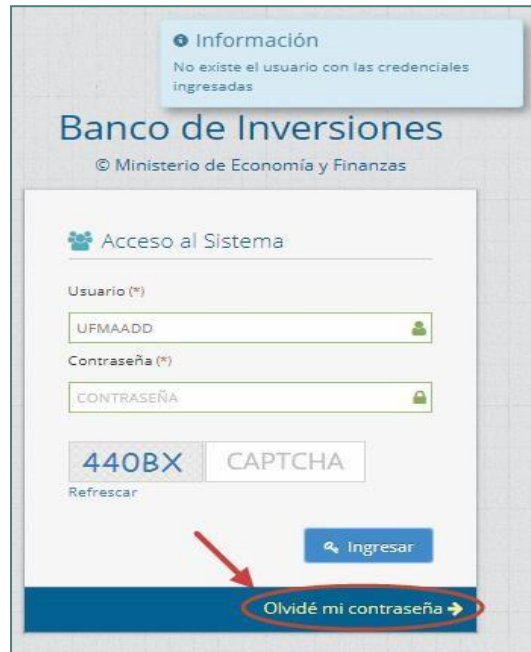 Información
No existe el usuario con las credenciales
ingresadas
Banco de Inversiones
© Ministerio de Economía y Finanzas
Acceso al Sistema
Usuario (*)
UFMAADD
Contraseña (*)
CONTRASEÑA
440BX CAPTCHA
Refrescar
Ingresar
Olvidé mi contraseña